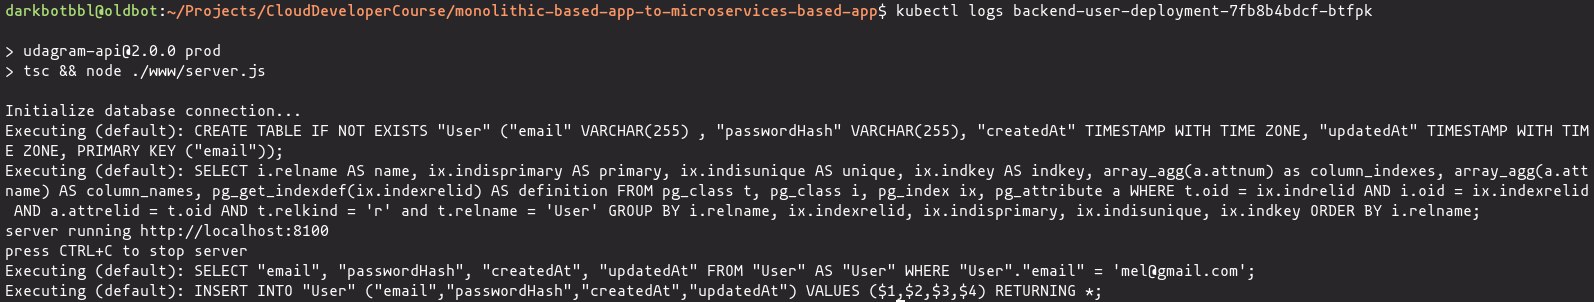 darkbotbbl@oldbot:~/Projects/CloudDeveloperCourse/monolithic-based-app-to-microservices-based-app$ kubectl logs backend-user-deployment-7fb8b4bdcf-btfpk
> udagram-api@2.0.0 prod
> tsc && node ./www/server.js
Initialize database connection...
Executing (default): CREATE TABLE IF NOT EXISTS "User" ("email" VARCHAR(255) , "passwordHash" VARCHAR(255), "createdAt" TIMESTAMP WITH TIME ZONE, "updatedAt" TIMESTAMP WITH TIM
E ZONE, PRIMARY KEY ("email"));
Executing (default): SELECT i.relname AS name, ix.indisprimary AS primary, ix.indisunique AS unique, ix.indkey AS indkey, array_agg(a.attnum) as column_indexes, array_agg(a.att
name) AS column_names, pg_get_indexdef(ix.indexrelid) AS definition FROM pg_class t, pg_class i, pg_index ix, pg_attribute a WHERE t.oid = ix.indrelid AND i.oid = ix.indexrelid
 AND a.attrelid = t.oid AND t.relkind = 'r' and t.relname = 'User' GROUP BY i.relname, ix.indexrelid, ix.indisprimary, ix.indisunique, ix.indkey ORDER BY i.relname;
server running http://localhost:8100
press CTRL+C to stop server
Executing (default): SELECT "email", "passwordHash", "createdAt", "updatedAt" FROM "User" AS "User" WHERE "User"."email" = 'mel@gmail.com';
Executing (default): INSERT INTO "User" ("email","passwordHash","createdAt","updatedAt") VALUES ($1,$2,$3,$4) RETURNING *;